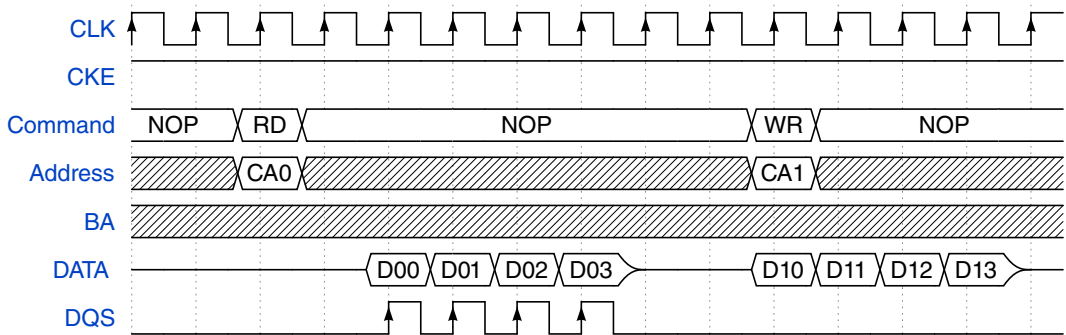 CLK
CKE
Command NOP RD NOP WR NOP
Address CA0 CA1
BA
DATA D00 D01 D02 D03 D10 D11 D12 D13
DQS